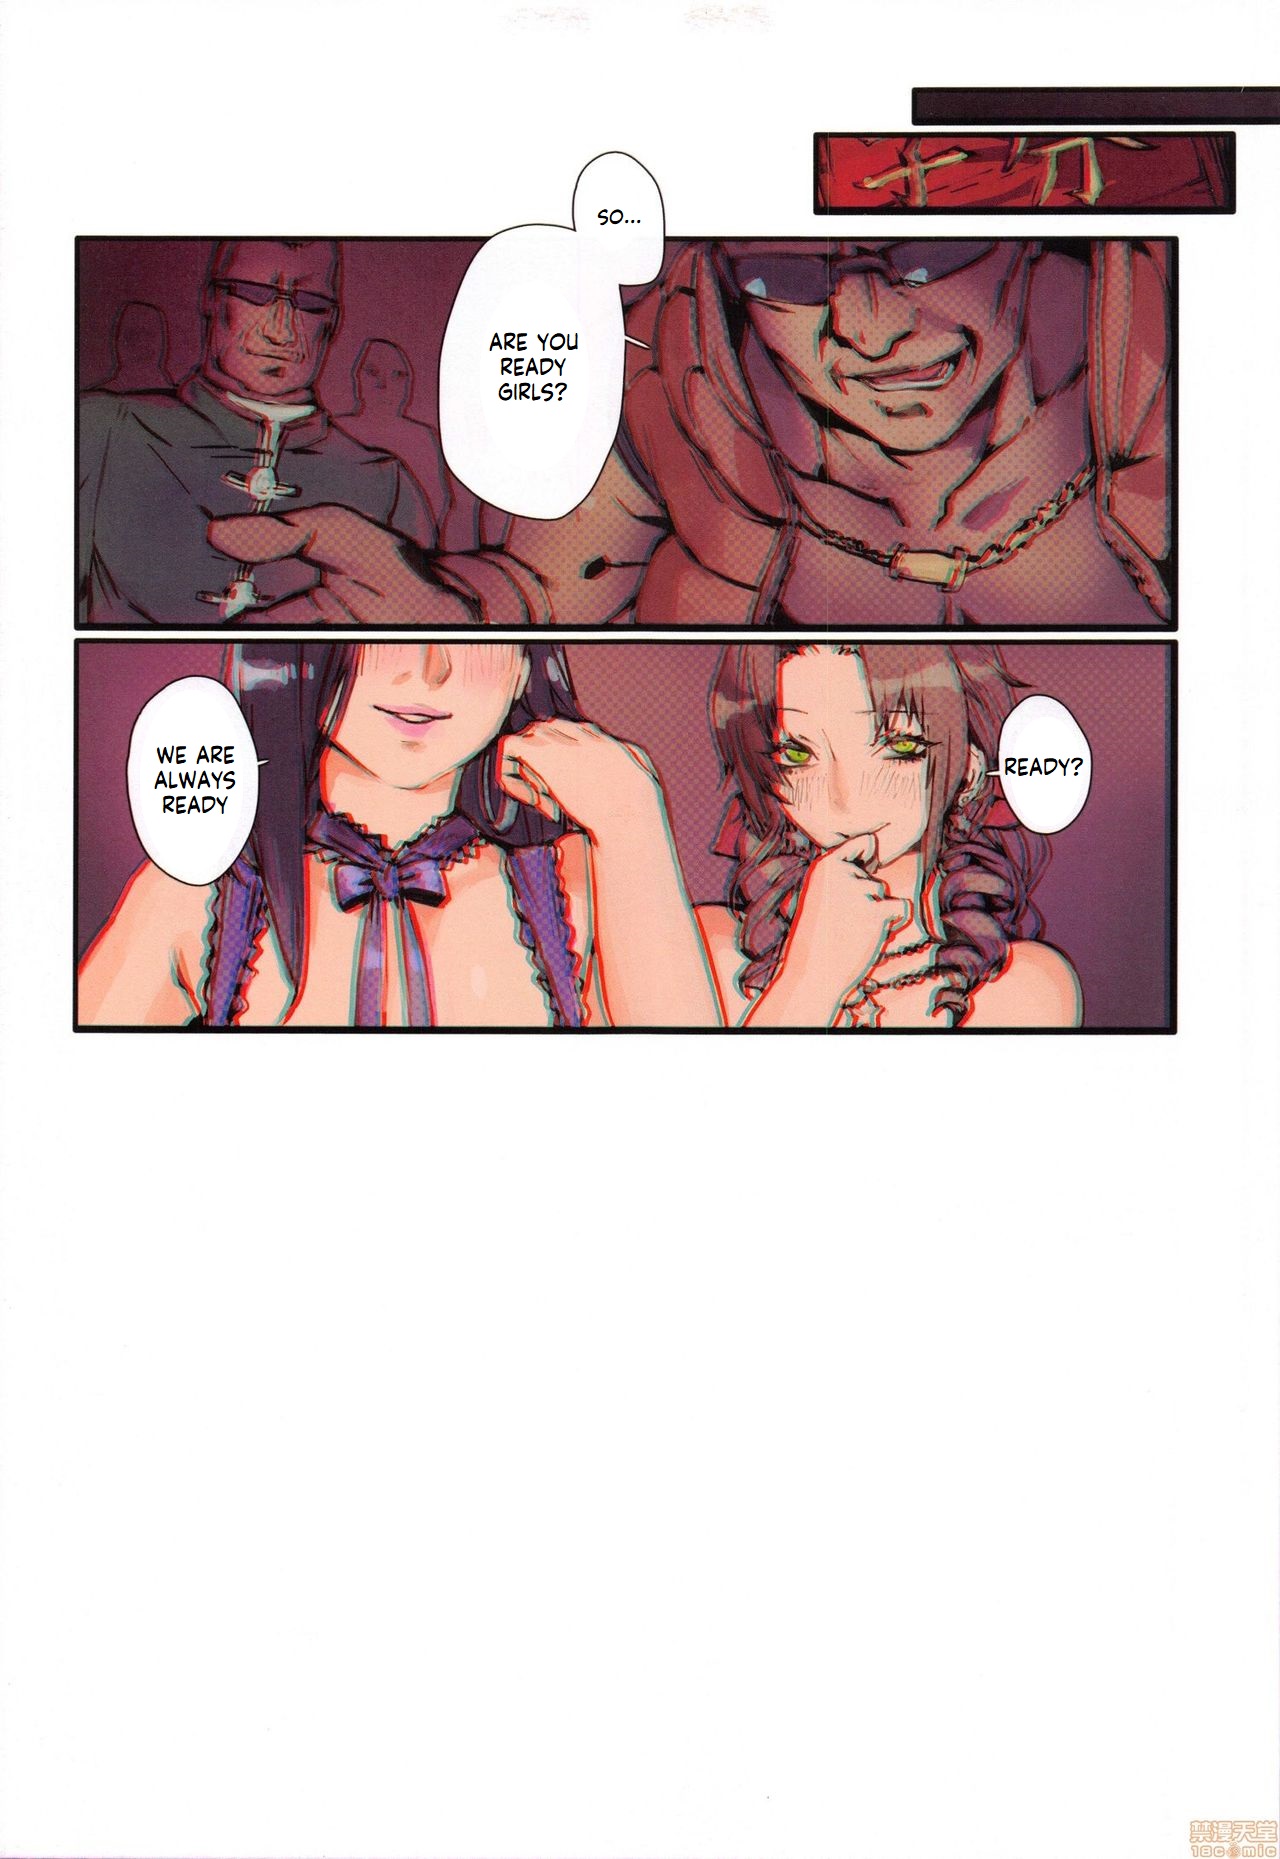 SO...
ARE YOU
READY
GIRLS?
READY?
WE ARE
ALWAYS
READY
禁漫天堂
18comic